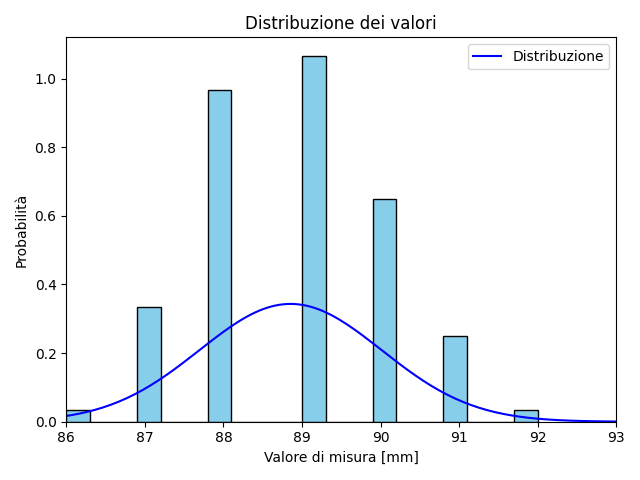 Distribuzione dei valori
Distribuzione
Probabilità
1.0
0.8
0.6
0.4
0.2
0.0
86 87 88 89 90 91 92 93
Valore di misura [mm]